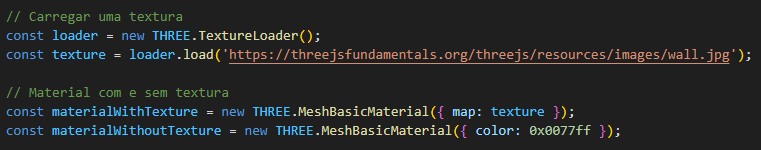 // Carregar uma textura
const loader = new THREE.TextureLoader();
const texture = loader.load('https://threejsfundamentals.org/threejs/resources/images/wall.jpg');
// Material com e sem textura
const materialWithTexture = new THREE.MeshBasicMaterial({ map: texture });
const materialWithoutTexture = new THREE.MeshBasicMaterial({ color: 0x0077ff });